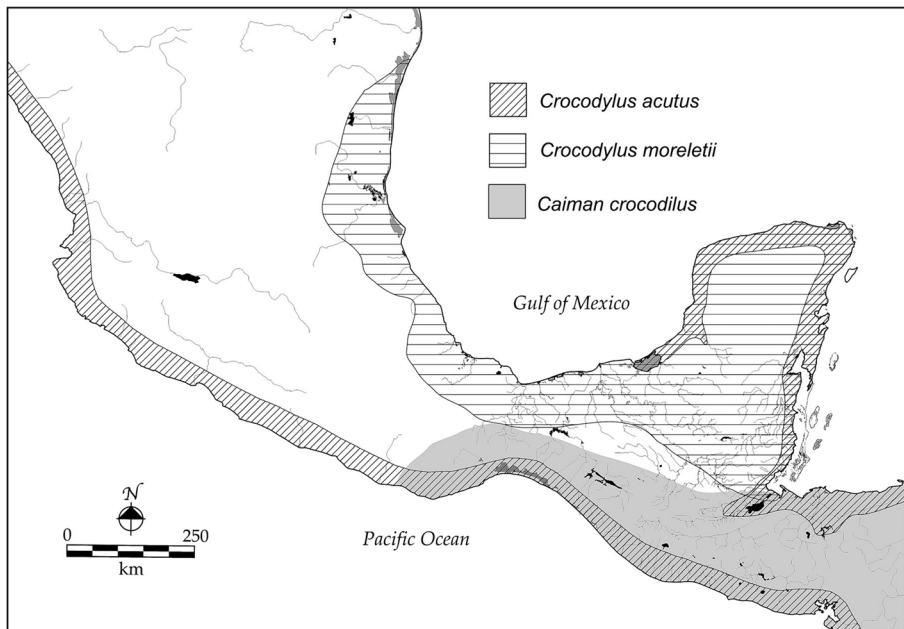 Crocodylus acutus
Crocodylus moreletii
Caiman crocodilus
Gulf of Mexico
N
0 250
km
Pacific Ocean